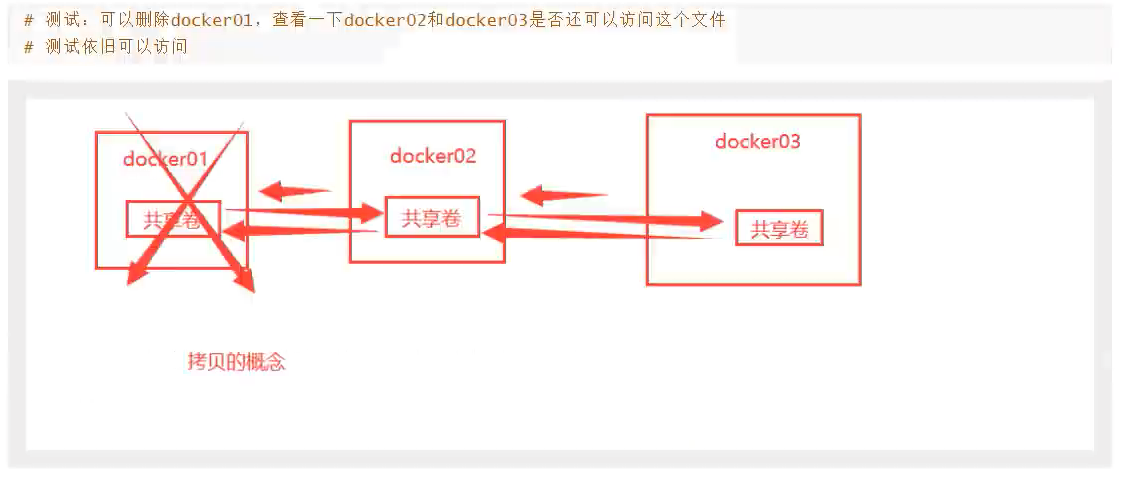 # 测试：可以删除docker01，查看一下docker02和docker03是否还可以访问这个文件
# 测试依旧可以访问
docker01
docker02
docker03
共享卷
共享卷
共享卷
拷贝的概念